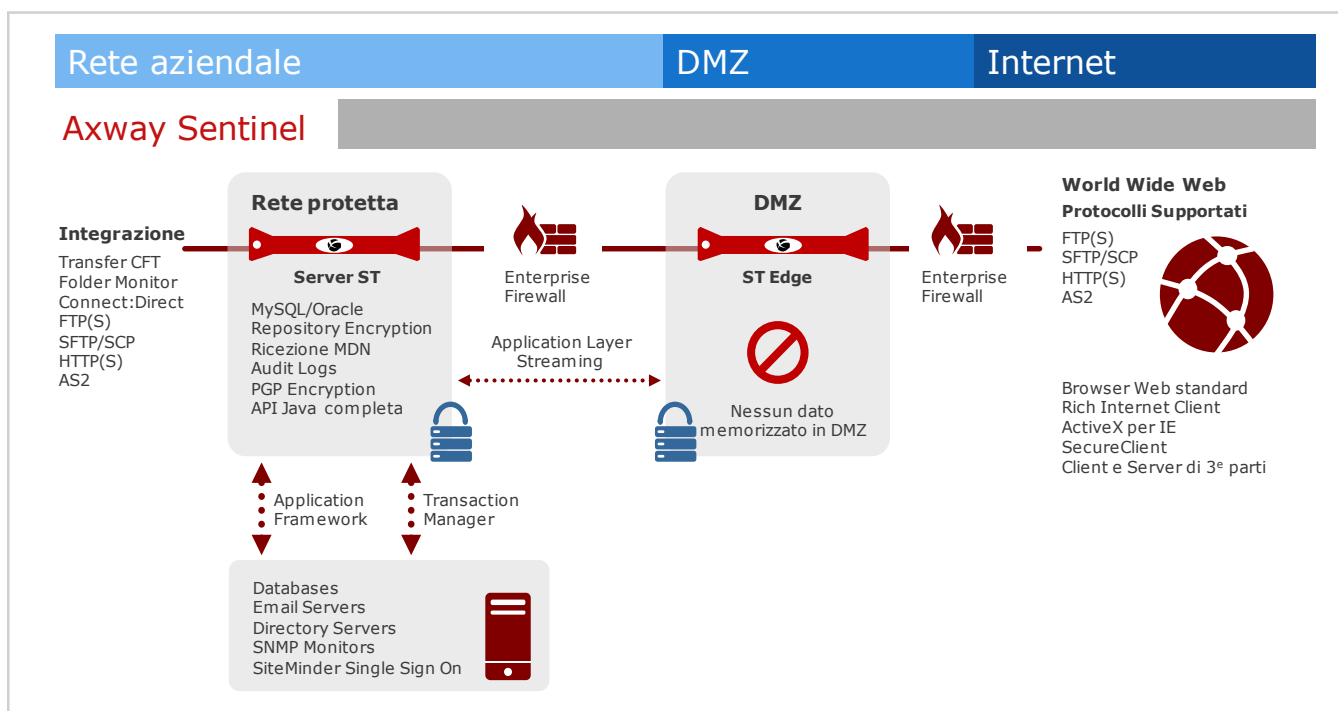 Rete aziendale
DMZ
Internet
Axway Sentinel
Integrazione
Transfer CFT
Folder Monitor
Connect:Direct
FTP(S)
SFTP/SCP
HTTP(S)
AS2
Rete protetta
Server ST
MySQL/Oracle
Repository Encryption
Ricezione MDN
Audit Logs
PGP Encryption
API Java completa
Enterprise
Firewall
Application Layer
Streaming
DMZ
ST Edge
Nessun dato
memorizzato in DMZ
Enterprise
Firewall
World Wide Web
Protocolli Supportati
FTP(S)
SFTP/SCP
HTTP(S)
AS2
Browser Web standard
Rich Internet Client
ActiveX per IE
SecureClient
Client e Server di 3ᵉ parti
Application
Framework
Transaction
Manager
Databases
Email Servers
Directory Servers
SNMP Monitors
SiteMinder Single Sign On